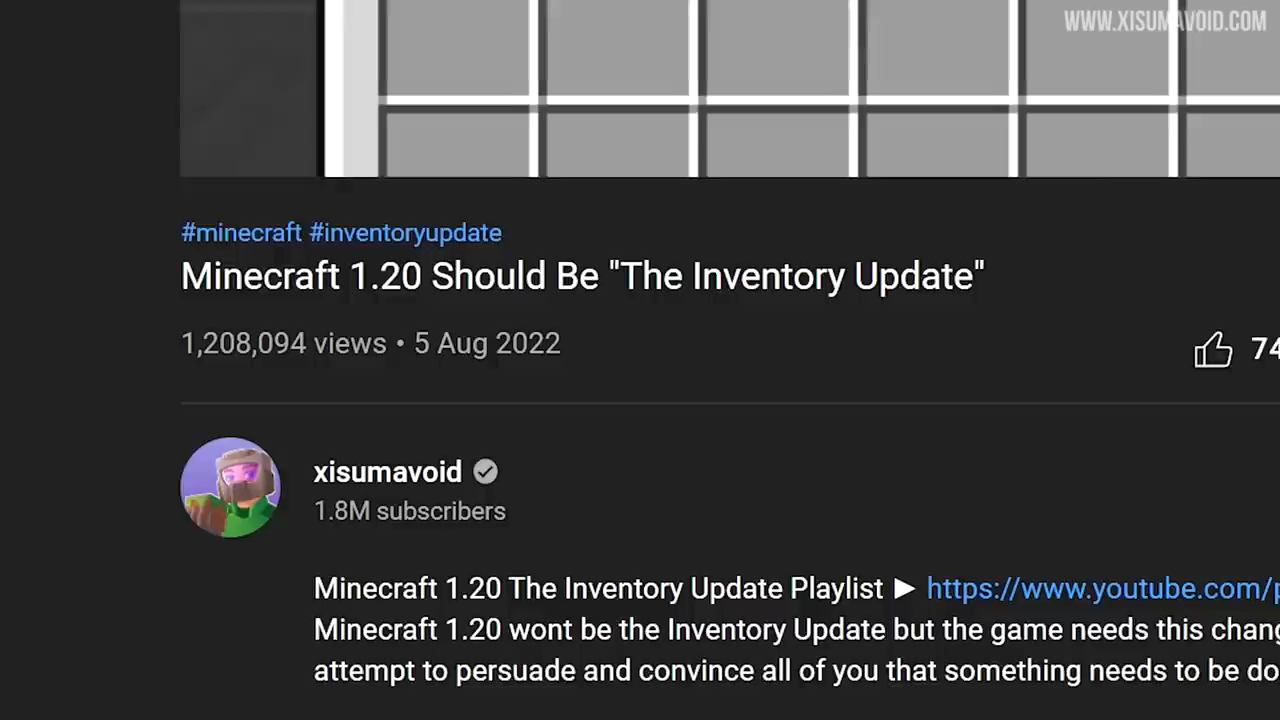 WWW.XISUMAVOID.COM
#minecraft #inventoryupdate
Minecraft 1.20 Should Be "The Inventory Update"
1,208,094 views • 5 Aug 2022
74
xisumavoid
1.8M subscribers
Minecraft 1.20 The Inventory Update Playlist ► https://www.youtube.com/p
Minecraft 1.20 wont be the Inventory Update but the game needs this chang
attempt to persuade and convince all of you that something needs to be do